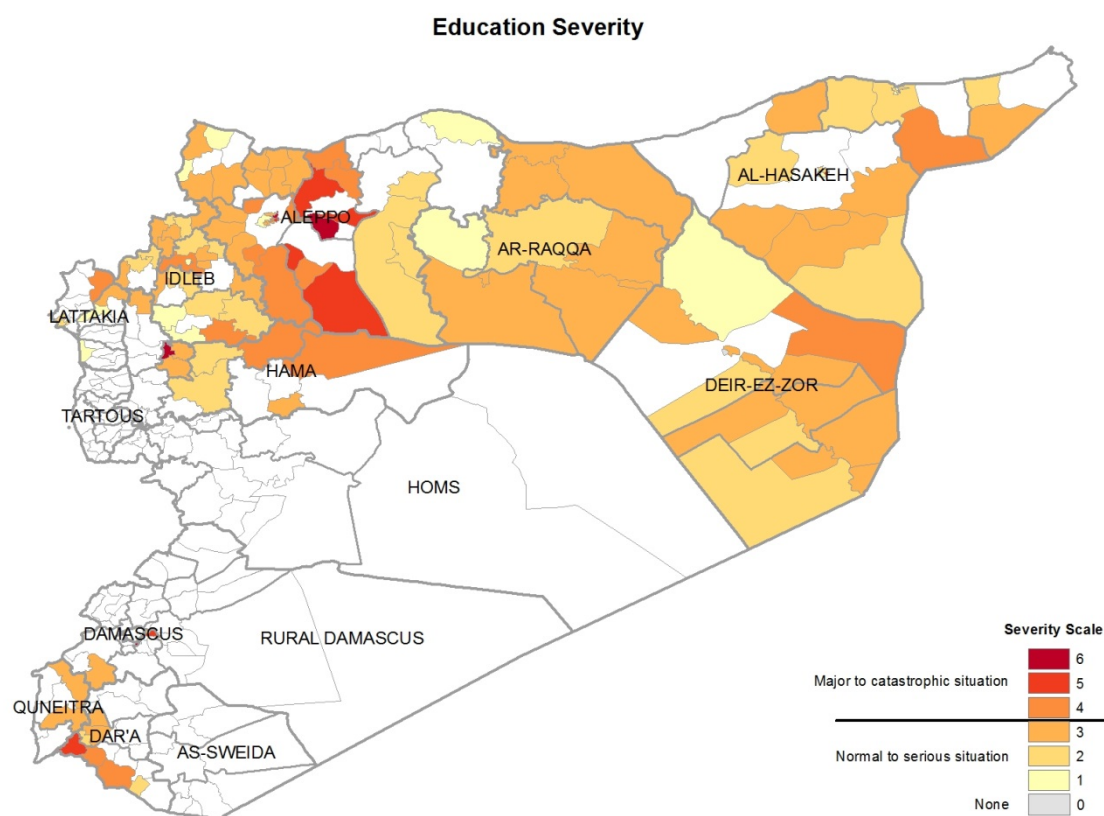 Education Severity
AL-HASAKEH
ALEPPO
AR-RAQQA
IDLEB
LATTAKIA
HAMA
DEIR-EZ-ZOR
TARTOUS
HOMS
DAMASCUS
RURAL DAMASCUS
QUNEITRA
DAR'A
AS-SWEIDA
Severity Scale
6
Major to catastrophic situation 5
4
3
Normal to serious situation 2
1
None 0